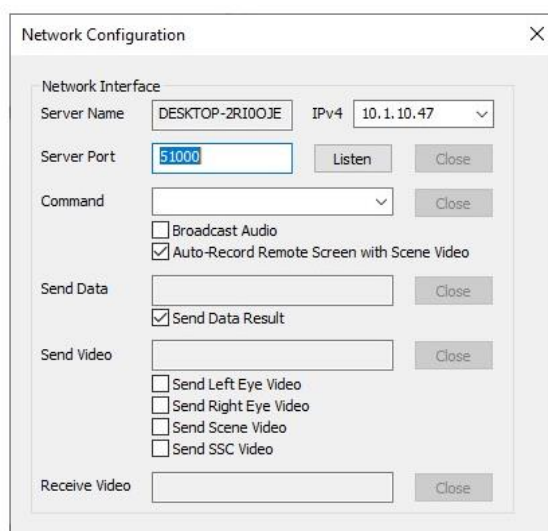 Network Configuration
Network Interface
Server Name DESKTOP-2RI0OJE IPv4 10.1.10.47
Server Port 51000 Listen Close
Command Close
Broadcast Audio
Auto-Record Remote Screen with Scene Video
Send Data Close
Send Data Result
Send Video Close
Send Left Eye Video
Send Right Eye Video
Send Scene Video
Send SSC Video
Receive Video Close